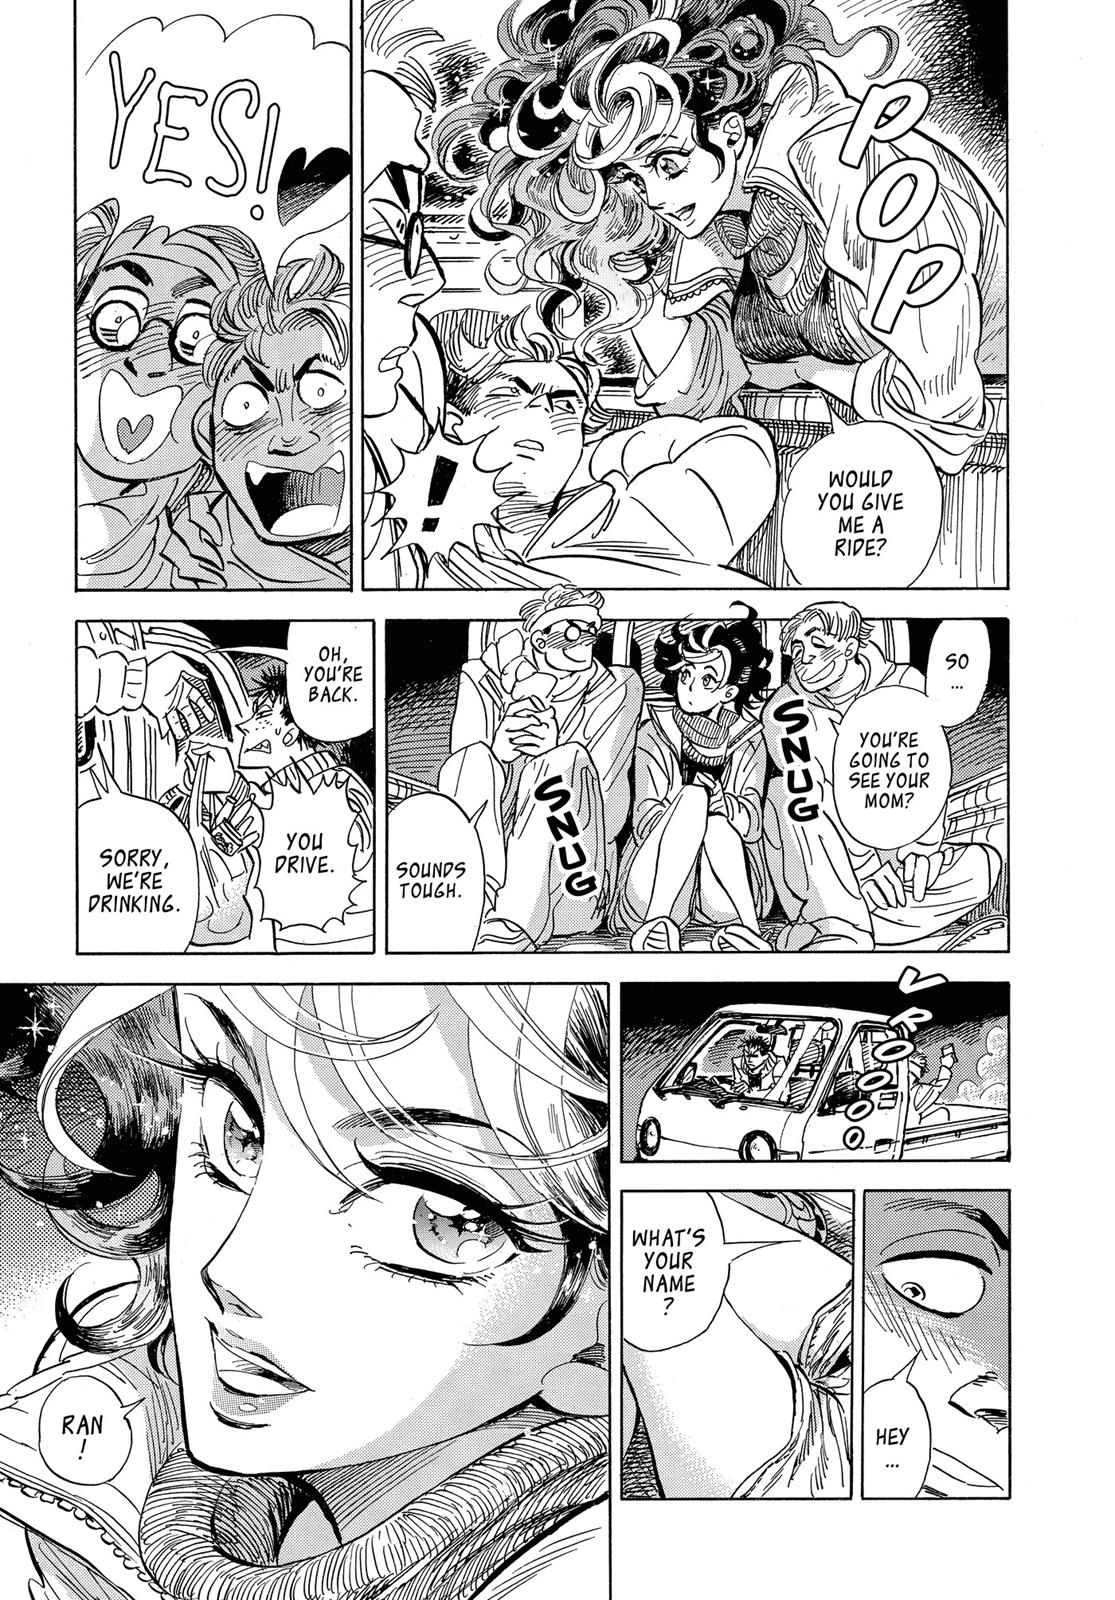 POP
WOULD
YOU GIVE
ME A
RIDE?
!
YES!
SO
...
YOU'RE
GOING TO
SEE YOUR
MOM?
SNUG
SNUG
SOUNDS
TOUGH.
OH,
YOU'RE
BACK.
YOU
DRIVE.
SORRY,
WE'RE
DRINKING.
VROOOO
HEY
...
WHAT'S
YOUR
NAME
?
RAN
!